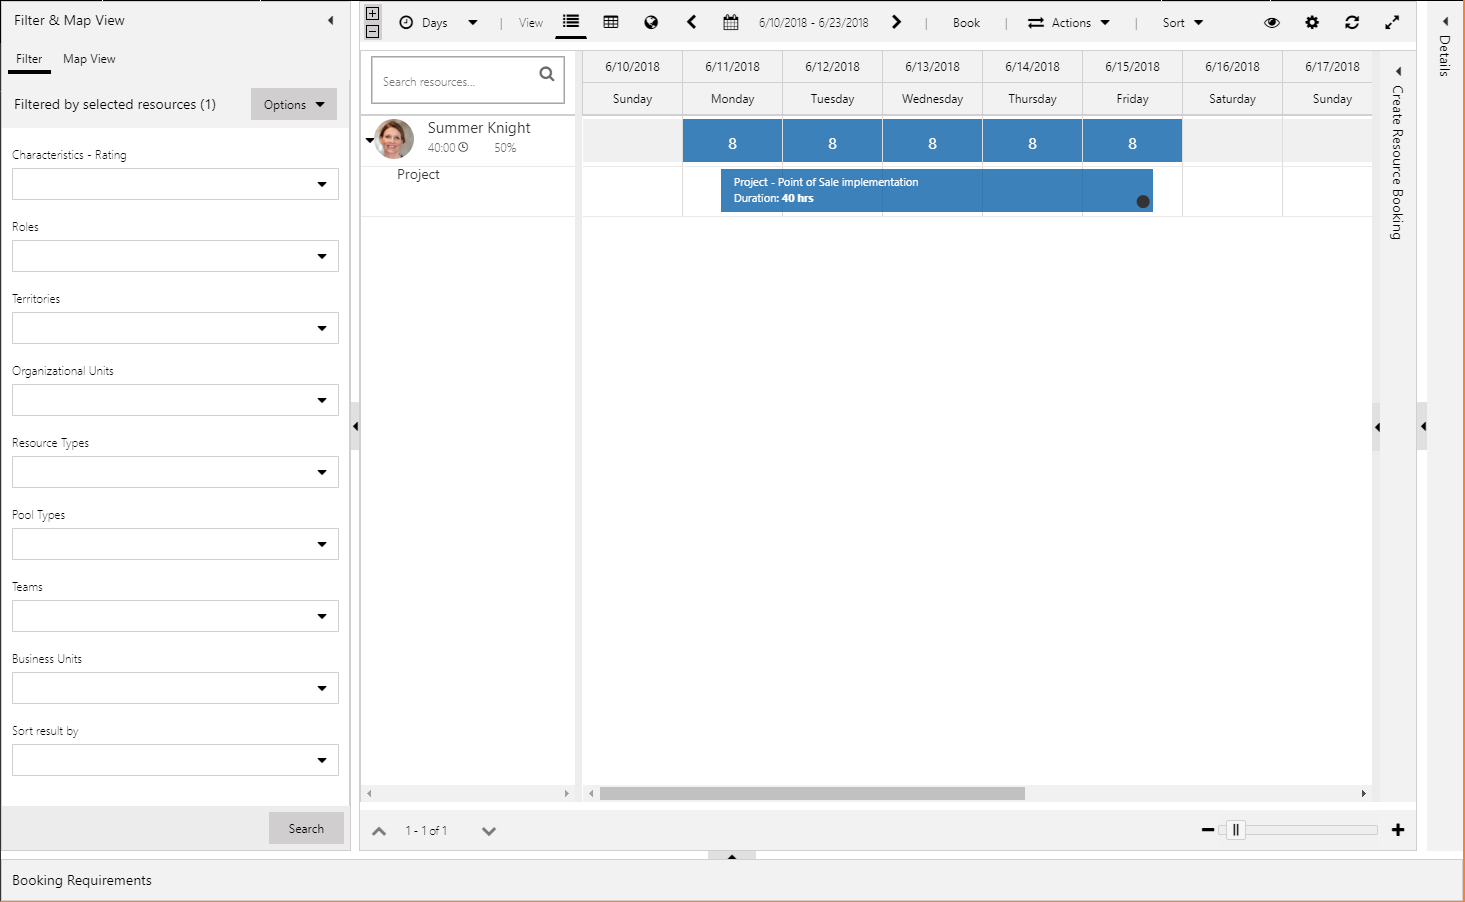 Filter & Map View
Filter Map View
Filtered by selected resources (1) Options
Characteristics - Rating
Roles
Territories
Organizational Units
Resource Types
Pool Types
Teams
Business Units
Sort result by
Search
Days | View 6/10/2018 - 6/23/2018 | Book | Actions | Sort
Search resources...
6/10/2018 6/11/2018 6/12/2018 6/13/2018 6/14/2018 6/15/2018 6/16/2018 6/17/2018
Sunday Monday Tuesday Wednesday Thursday Friday Saturday Sunday
Summer Knight
40:00 50%
8 8 8 8 8
Project
Project - Point of Sale implementation
Duration: 40 hrs
1 - 1 of 1
Create Resource Booking
Details
Booking Requirements